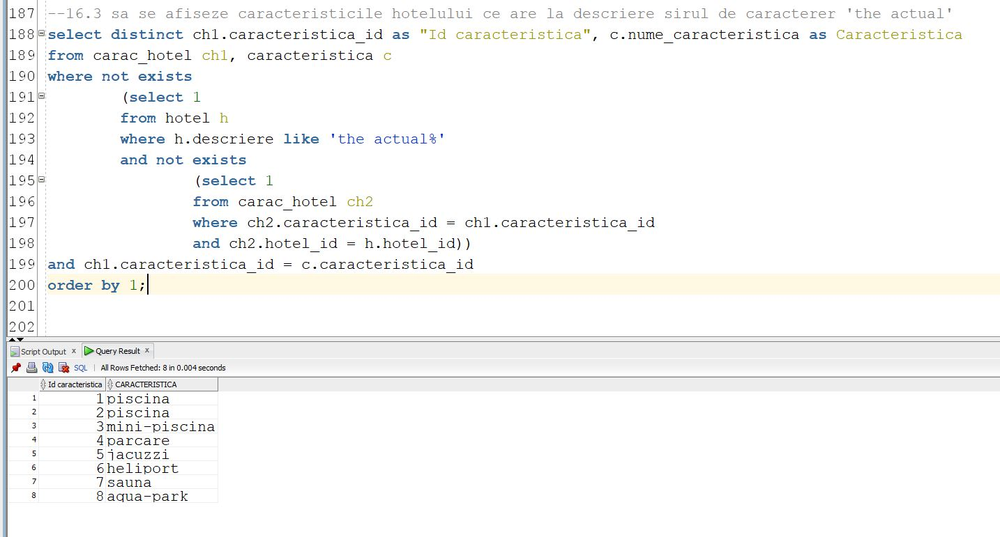 187 --16.3 sa se afiseze caracteristicile hotelului ce are la descriere sirul de caracterer 'the actual'
188 select distinct ch1.caracteristica_id as "Id caracteristica", c.nume_caracteristica as Caracteristica
189 from carac_hotel ch1, caracteristica c
190 where not exists
191 (select 1
192 from hotel h
193 where h.descriere like 'the actual%'
194 and not exists
195 (select 1
196 from carac_hotel ch2
197 where ch2.caracteristica_id = ch1.caracteristica_id
198 and ch2.hotel_id = h.hotel_id))
199 and ch1.caracteristica_id = c.caracteristica_id
200 order by 1;
201
202
Script Output x Query Result x
SQL | All Rows Fetched: 8 in 0.004 seconds
Id caracteristica CARACTERISTICA
1 1 piscina
2 2 piscina
3 3 mini-piscina
4 4 parcare
5 5 jacuzzi
6 6 heliport
7 7 sauna
8 8 aqua-park